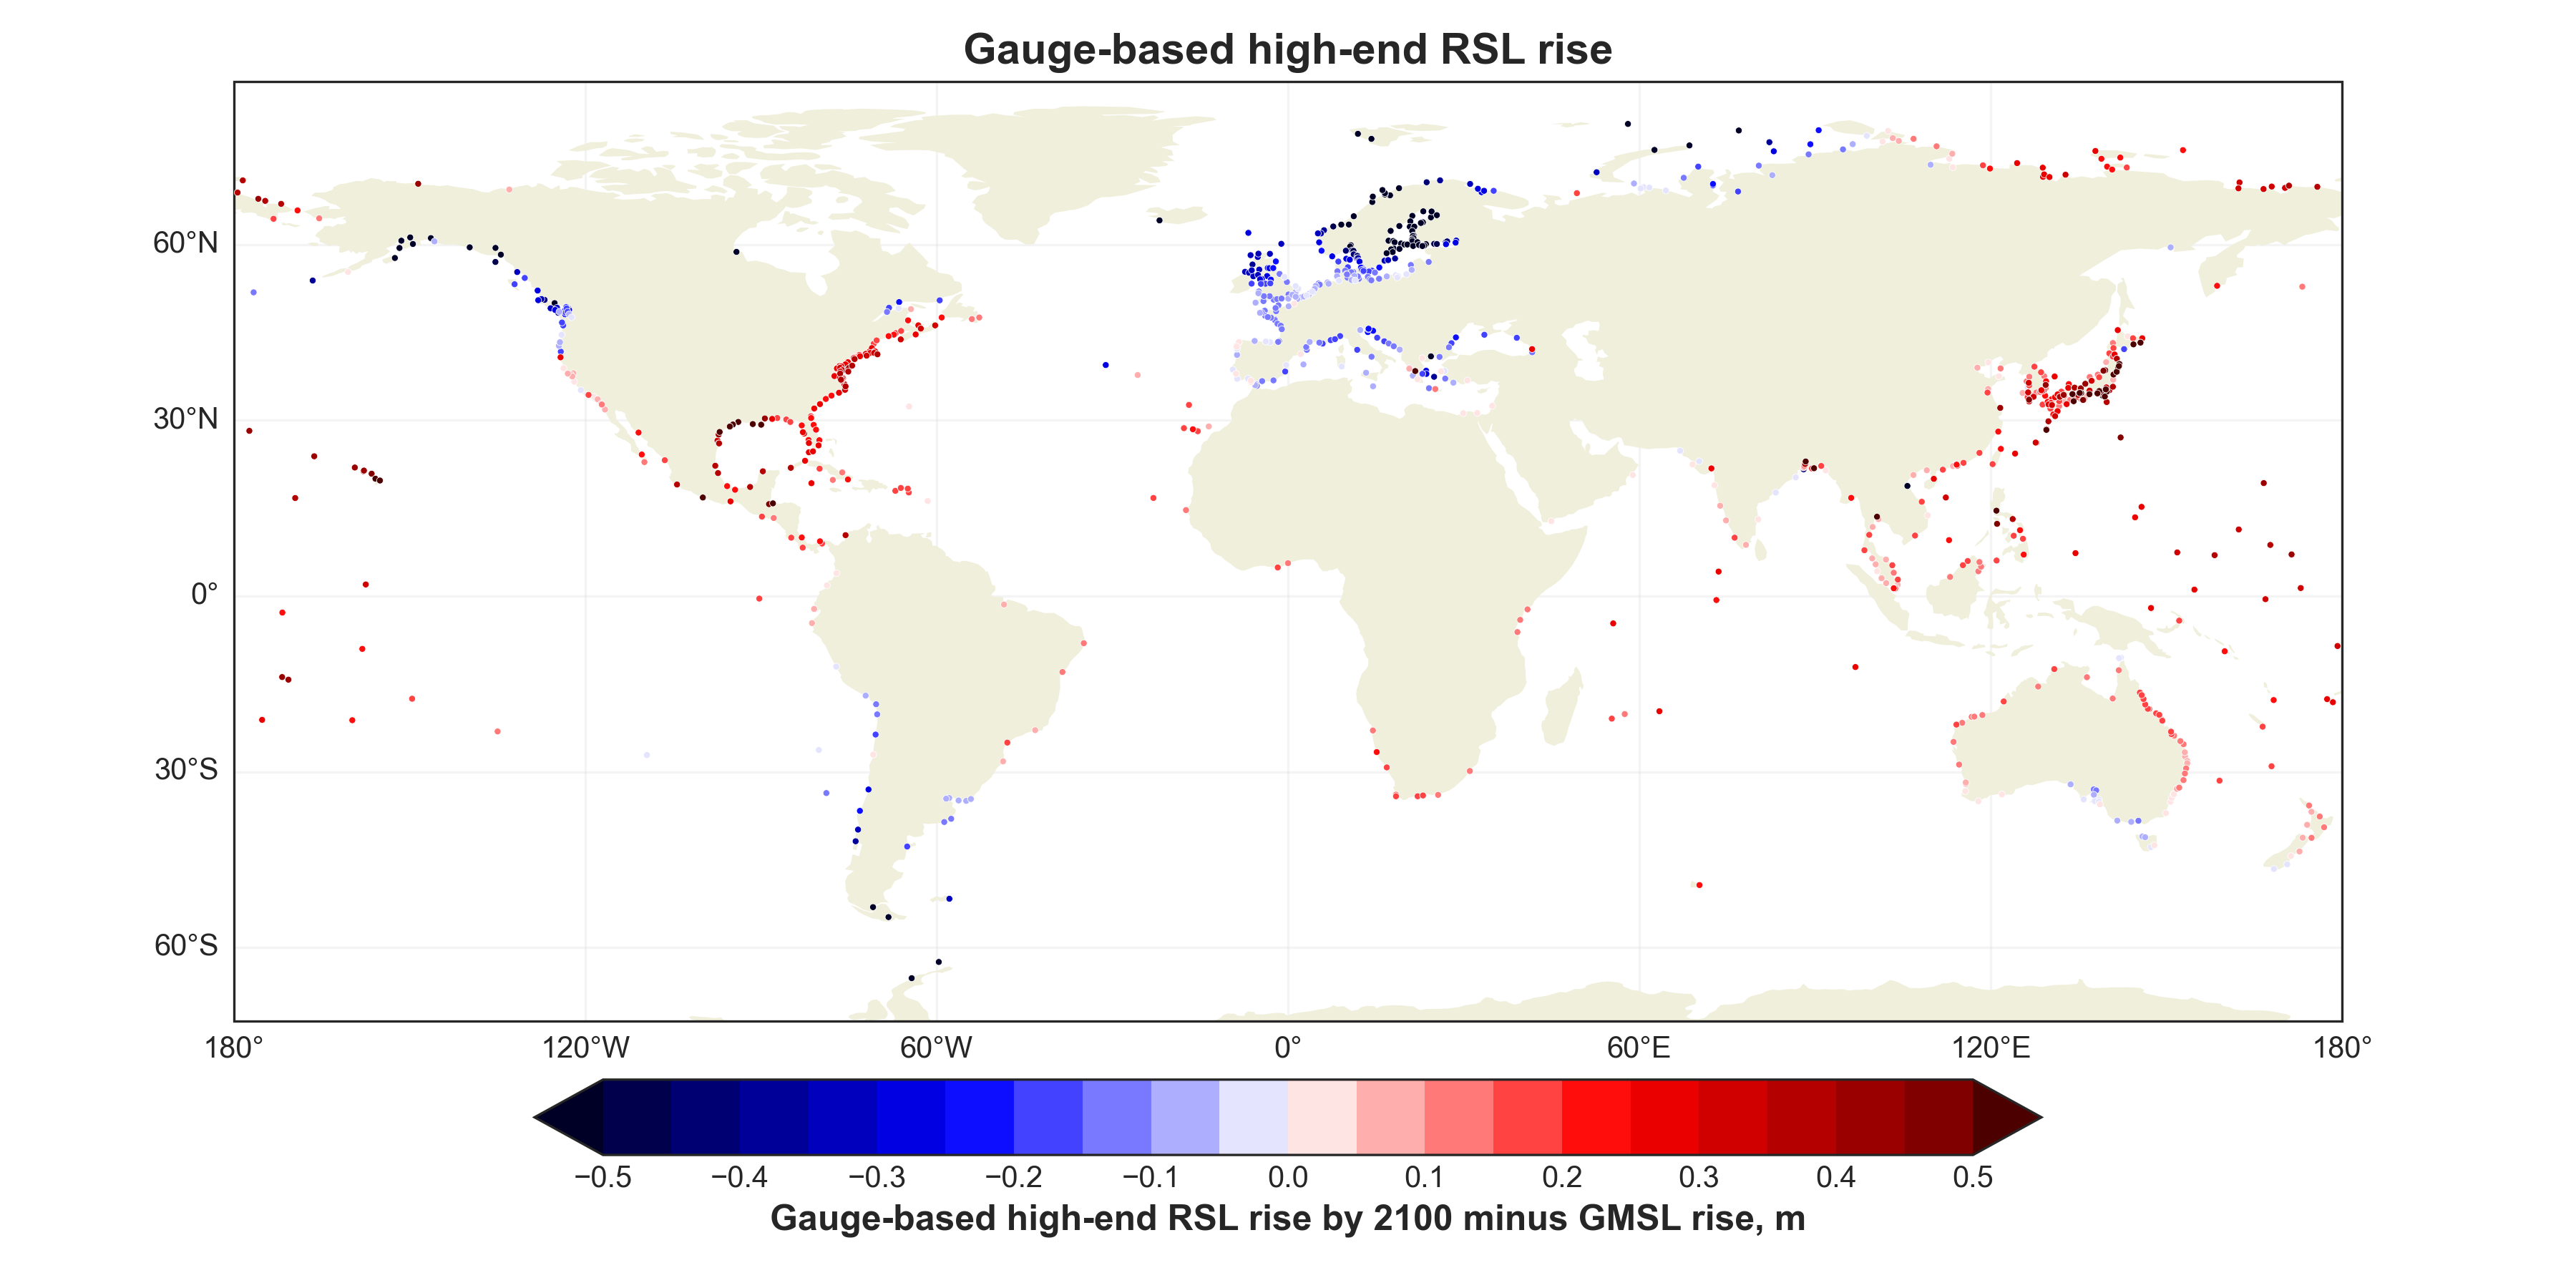 Gauge-based high-end RSL rise
60°N
30°N
0°
30°S
60°S
180° 120°W 60°W 0° 60°E 120°E 180°
−0.5 −0.4 −0.3 −0.2 −0.1 0.0 0.1 0.2 0.3 0.4 0.5
Gauge-based high-end RSL rise by 2100 minus GMSL rise, m